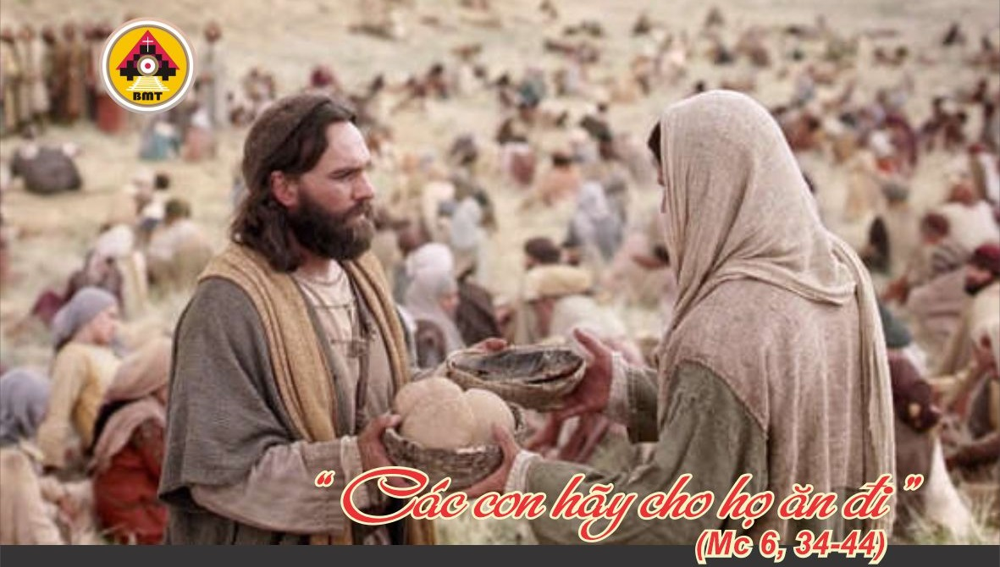 BMT
“ Các con hãy cho họ ăn đi ”
(Mc 6, 34-44)